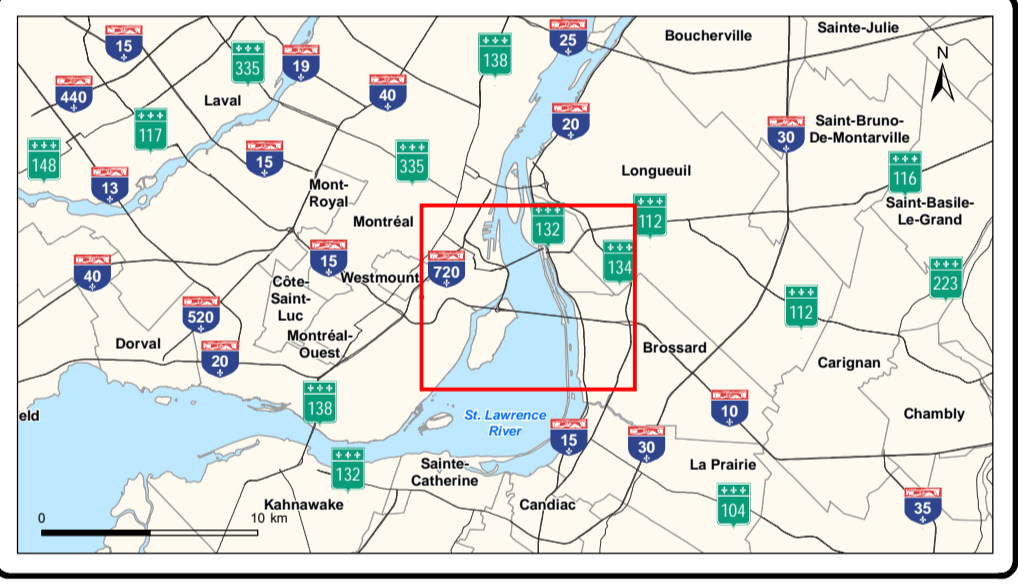 25
Sainte-Julie
Boucherville
15
335
19
138
N
440
40
Laval
117
20
30
Saint-Bruno-
De-Montarville
148
15
335
13
Longueuil
116
Mont-
Royal
Saint-Basile-
Le-Grand
Montréal
132
112
15
40
Westmount
720
134
223
Côte-
Saint-
Luc
112
520
Montréal-
Ouest
Dorval
20
Brossard
Carignan
eld
138
St. Lawrence
River
10
Chambly
15
30
132
Sainte-
Catherine
La Prairie
Kahnawake
Candiac
104
35
0
10 km